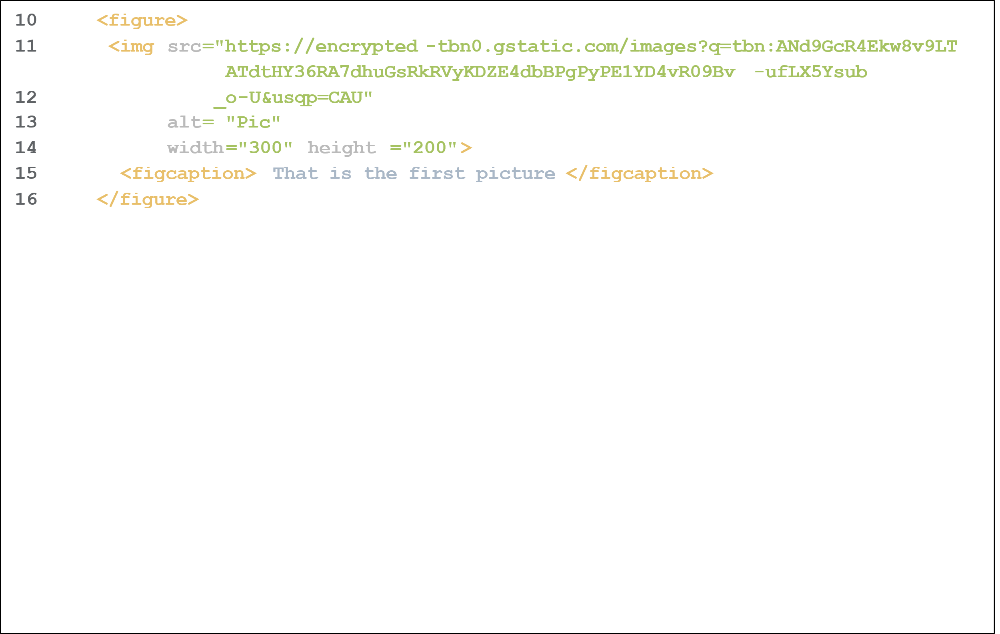 10 <figure>
11 <img src="https://encrypted -tbn0.gstatic.com/images?q=tbn:ANd9GcR4Ekw8v9LT
ATdtHY36RA7dhuGsRkRVyKDZE4dbBPgPyPE1YD4vR09Bv -ufLX5Ysub
12 _o-U&usqp=CAU"
13 alt= "Pic"
14 width="300" height ="200">
15 <figcaption> That is the first picture </figcaption>
16 </figure>